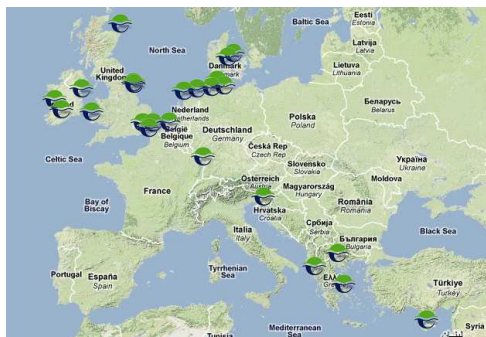 Baltic Sea
Eesti
Estonia
North Sea
Latvija
Latvia
Danmark
Lietuva
Lithuania
United
Kingdom
Беларусь
Belarus
Nederland
Netherlands
Polska
Poland
België
Belgique
Belgium
Deutschland
Germany
Celtic Sea
Česká Rep
Czech Rep
Україна
Ukraine
Slovensko
Slovakia
Österreich
Austria
Magyarország
Hungary
Moldova
France
Bay of
Biscay
Hrvatska
Croatia
România
Romania
Србија
Serbia
Italia
Italy
България
Bulgaria
Black Sea
Portugal
España
Spain
Tyrrhenian
Sea
Türkiye
Turkey
Mediterranean
Sea
Syria